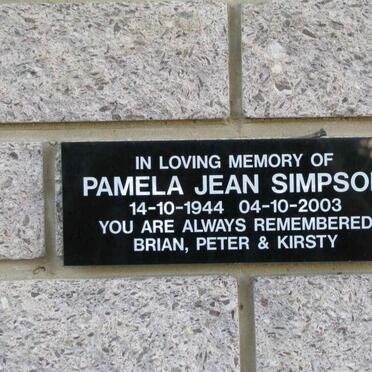 IN LOVING MEMORY OF
PAMELA JEAN SIMPSO
14-10-1944 04-10-2003
YOU ARE ALWAYS REMEMBERED
BRIAN, PETER & KIRSTY